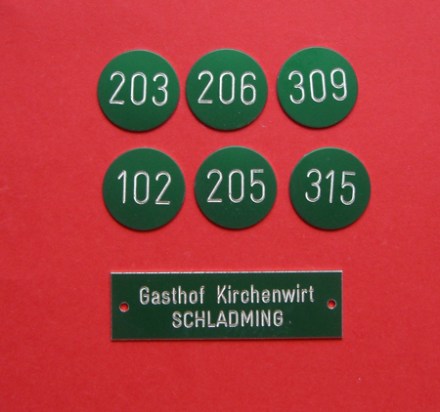 203 206 309
102 205 315
Gasthof Kirchenwirt
SCHLADMING